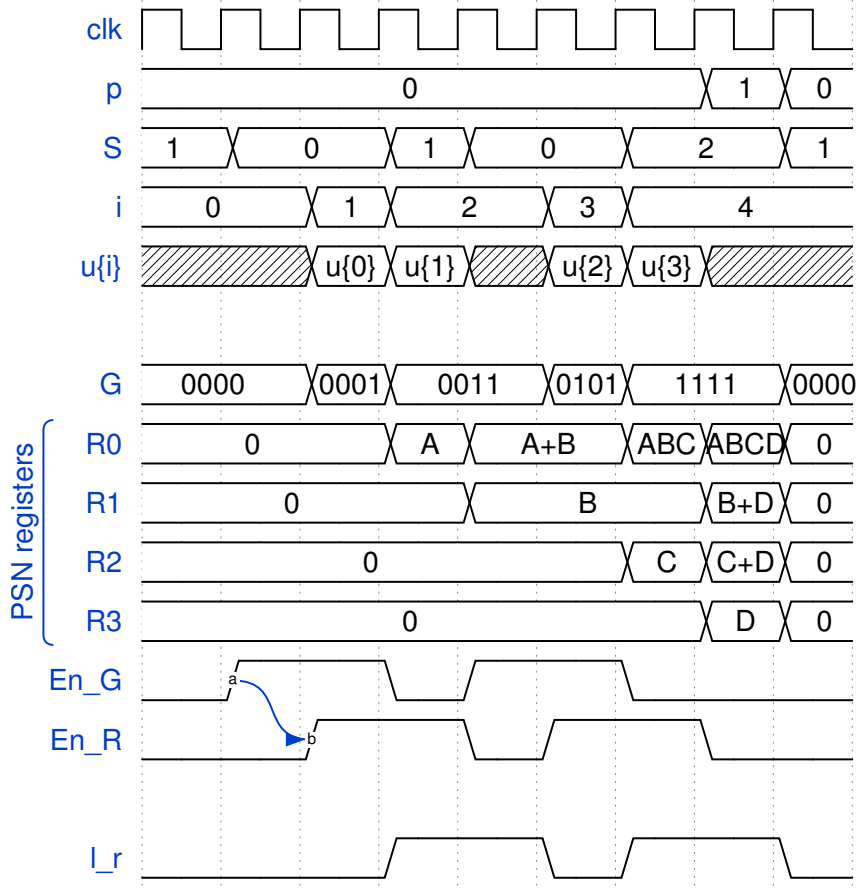 clk
p 0 1 0
S 1 0 1 0 2 1
i 0 1 2 3 4
u{i} u{0} u{1} u{2} u{3}
G 0000 0001 0011 0101 1111 0000
PSN registers
R0 0 A A+B ABC ABCD 0
R1 0 B B+D 0
R2 0 C C+D 0
R3 0 D 0
En_G a
En_R b
l_r